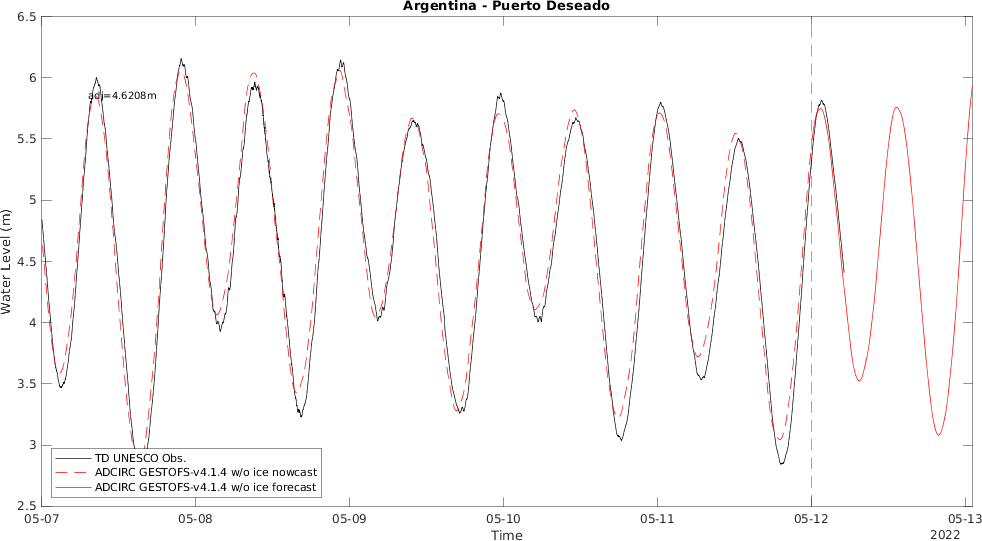 Argentina - Puerto Deseado
6.5
6
5.5
5
4.5
4
3.5
3
2.5
Water Level (m)
adj=4.6208m
TD UNESCO Obs.
ADCIRC GESTOFS-v4.1.4 w/o ice nowcast
ADCIRC GESTOFS-v4.1.4 w/o ice forecast
05-07 05-08 05-09 05-10 05-11 05-12 05-13
Time
2022